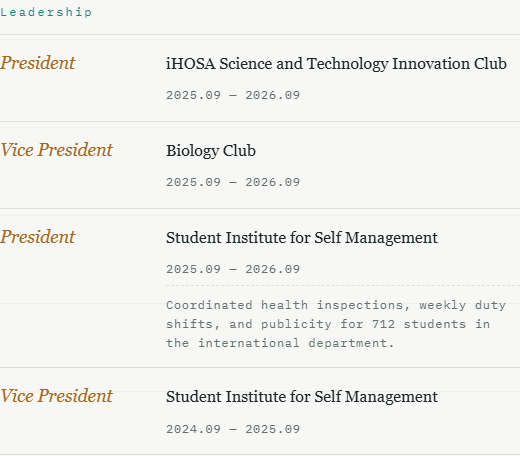 Leadership
President
iHOSA Science and Technology Innovation Club
2025.09 — 2026.09
Vice President
Biology Club
2025.09 — 2026.09
President
Student Institute for Self Management
2025.09 — 2026.09
Coordinated health inspections, weekly duty
shifts, and publicity for 712 students in
the international department.
Vice President
Student Institute for Self Management
2024.09 — 2025.09